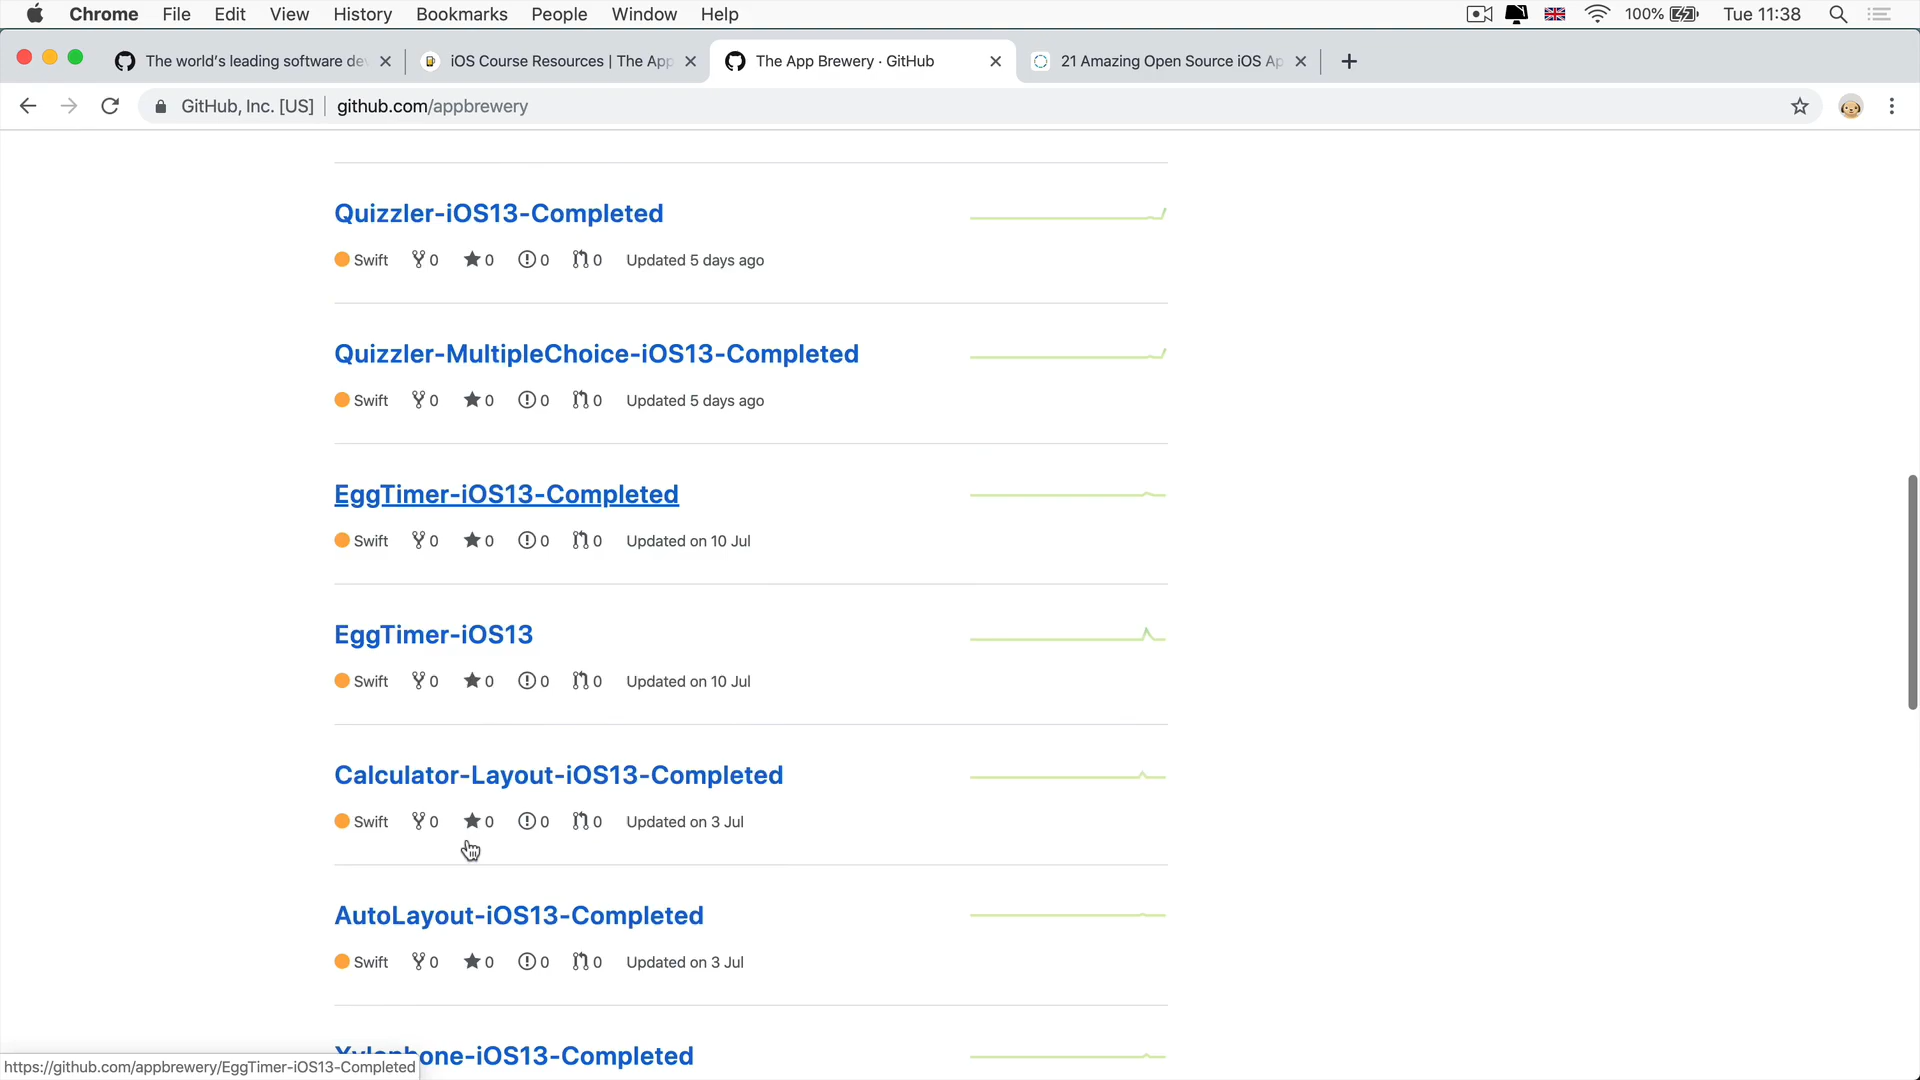 Chrome File Edit View History Bookmarks People Window Help 100% Tue 11:38
The world's leading software de iOS Course Resources | The App The App Brewery · GitHub 21 Amazing Open Source iOS Ap
GitHub, Inc. [US] github.com/appbrewery
Quizzler-iOS13-Completed
Swift 0 0 0 0 Updated 5 days ago
Quizzler-MultipleChoice-iOS13-Completed
Swift 0 0 0 0 Updated 5 days ago
EggTimer-iOS13-Completed
Swift 0 0 0 0 Updated on 10 Jul
EggTimer-iOS13
Swift 0 0 0 0 Updated on 10 Jul
Calculator-Layout-iOS13-Completed
Swift 0 0 0 0 Updated on 3 Jul
AutoLayout-iOS13-Completed
Swift 0 0 0 0 Updated on 3 Jul
Xylophone-iOS13-Completed
https://github.com/appbrewery/EggTimer-iOS13-Completed